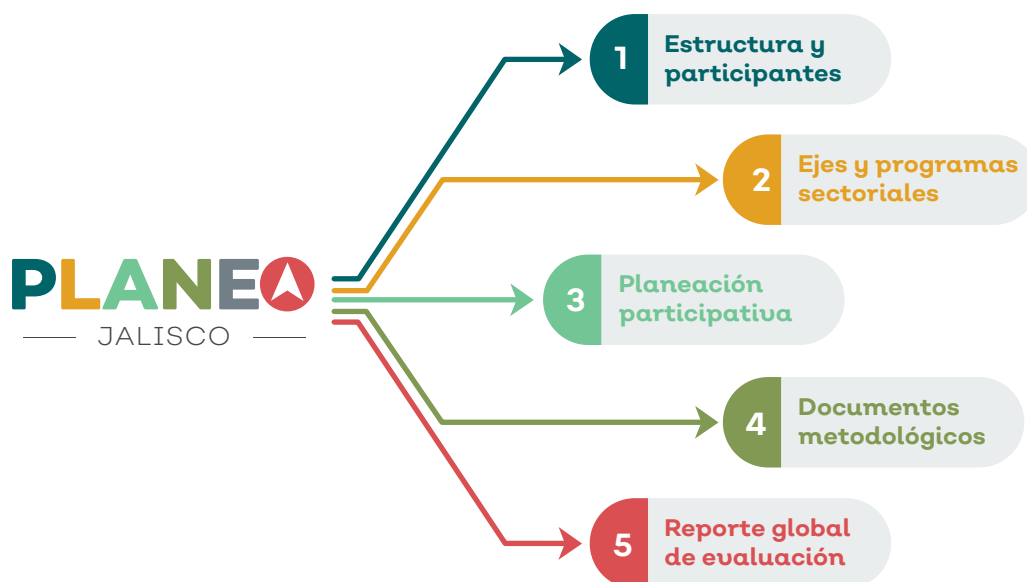 1
Estructura y
participantes
2
Ejes y programas
sectoriales
PLANEO
JALISCO
3
Planeación
participativa
4
Documentos
metodológicos
5
Reporte global
de evaluación